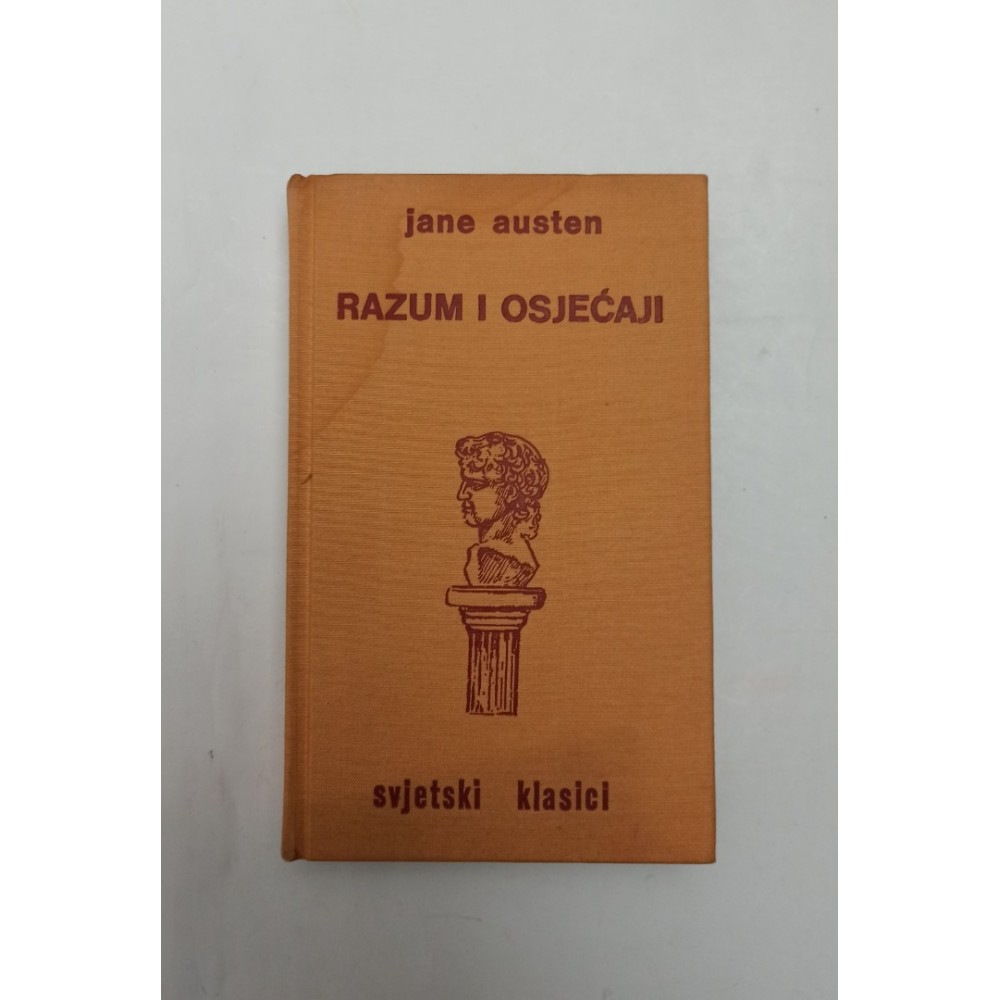 jane austen
RAZUM I OSJEĆAJI
svjetski klasici